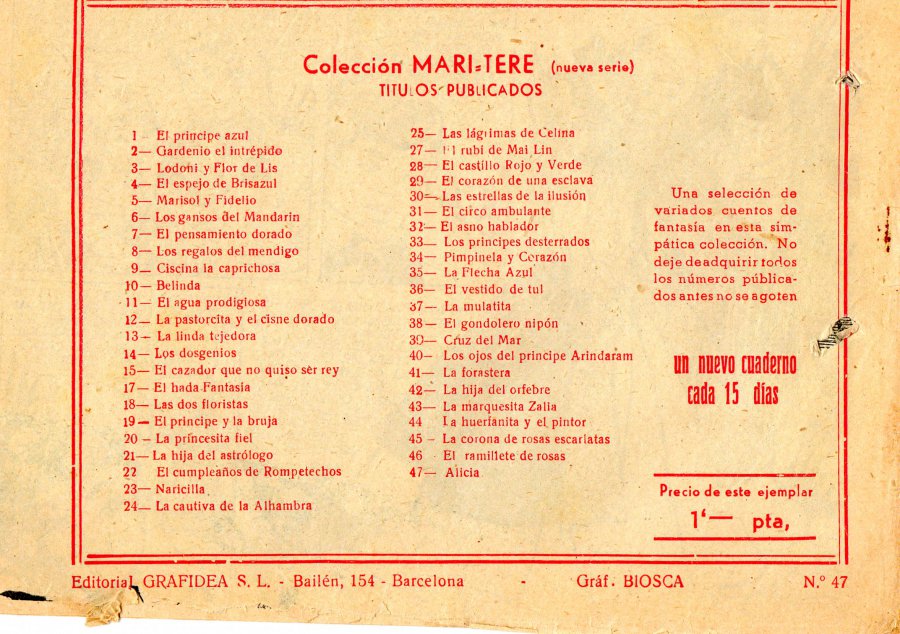 Colección MARI=TERE (nueva serie)
TITULOS PUBLICADOS
1 – El principe azul
2— Gardenio el intrépido
3— Lodoñi y Flor de Lis
4— El espejo de Brisazul
5— Marisol y Fidelio
6— Los gansos del Mandarin
7— El pensamiento dorado
8— Los regalos del mendigo
9— Ciscina la caprichosa
10— Belinda
11— El agua prodigiosa
12— La pastorcita y el cisne dorado
13— La linda tejedora
14— Los dosgenios
15— El cazador que no quiso sèr rey
17— El hada Fantasia
18— Las dos floristas
19— El principe y la bruja
20 – La princesita fiel
21— La hija del astrólogo
22 El cumpleaños de Rompetechos
23— Naricilla
24— La cautiva de la Alhambra
25— Las lágrimas de Celina
27— El rubi de Mai Lin
28— El castillo Rojo y Verde
29— El corazón de una esclava
30— Las estrellas de la ilusión
31— El circo ambulante
32— El asno hablador
33— Los principes desterrados
34— Pimpinela y Corazón
35— La Flecha Azul
36— El vestido de tul
37— La mulatita
38— El gondolero nipón
39— Cruz del Mar
40– Los ojos del principe Arindaram
41— La forastera
42— La hija del orfebre
43— La marquesita Zalia
44 La huerfanita y el pintor
45 – La corona de rosas escarlatas
46 El ramillete de rosas
47— Alicia
Una selección de
variados cuentos de
fantasía en esta sim-
pática colección. No
deje deadquirir todos
los números pública-
dos antes no se agoten
un nuevo cuaderno
cada 15 días
Precio de este ejemplar
1'— pta,
Editorial GRAFIDEA S. L. - Bailén, 154 - Barcelona - Gráf. BIOSCA N.º 47